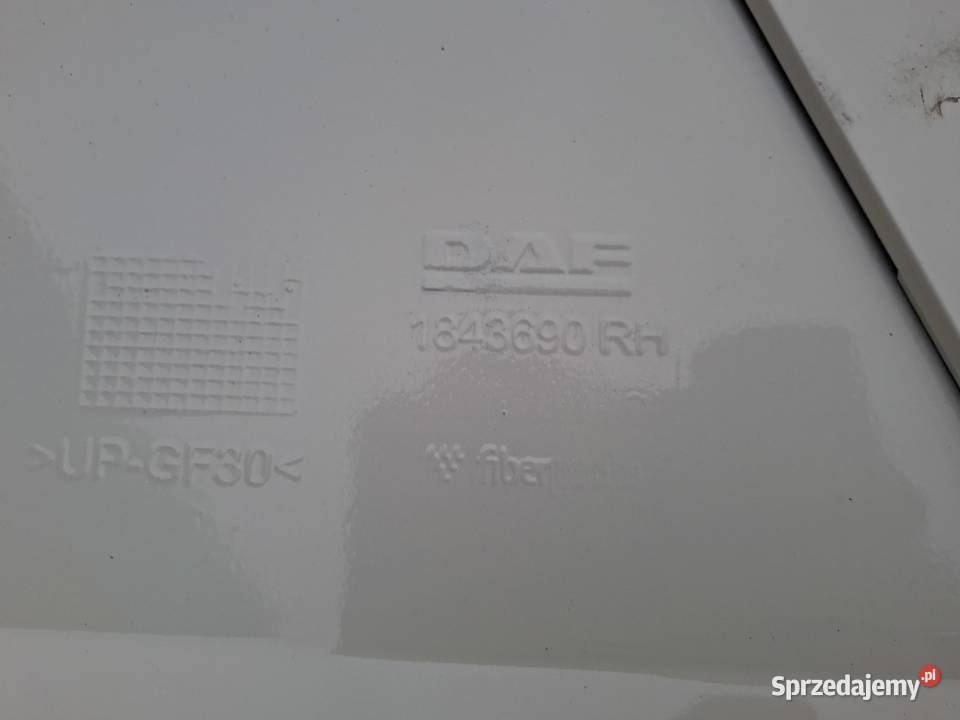 DAF
1843690 RH
>UP-GF30<
Sprzedajemy.pl